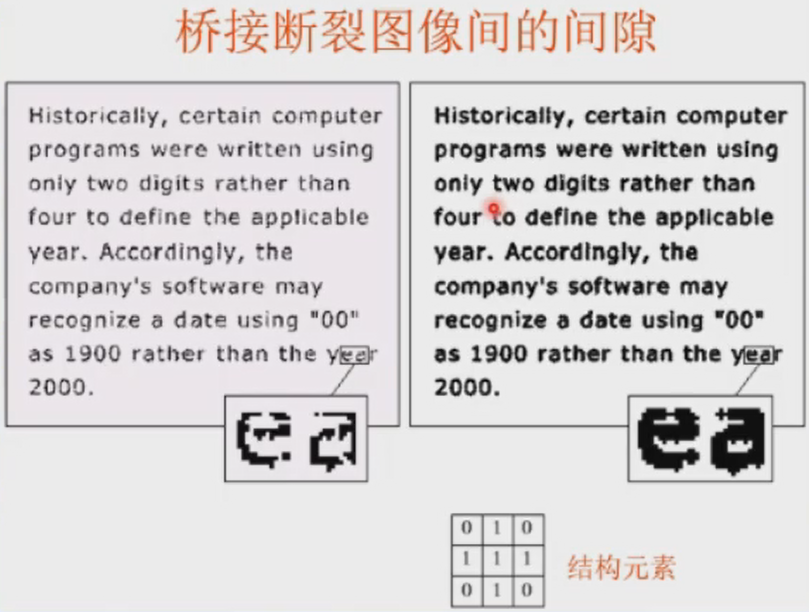 桥接断裂图像间的间隙
Historically, certain computer
programs were written using
only two digits rather than
four to define the applicable
year. Accordingly, the
company's software may
recognize a date using "00"
as 1900 rather than the year
2000.
ea
Historically, certain computer
programs were written using
only two digits rather than
four to define the applicable
year. Accordingly, the
company's software may
recognize a date using "00"
as 1900 rather than the year
2000.
ea
0 1 0
1 1 1
0 1 0
结构元素